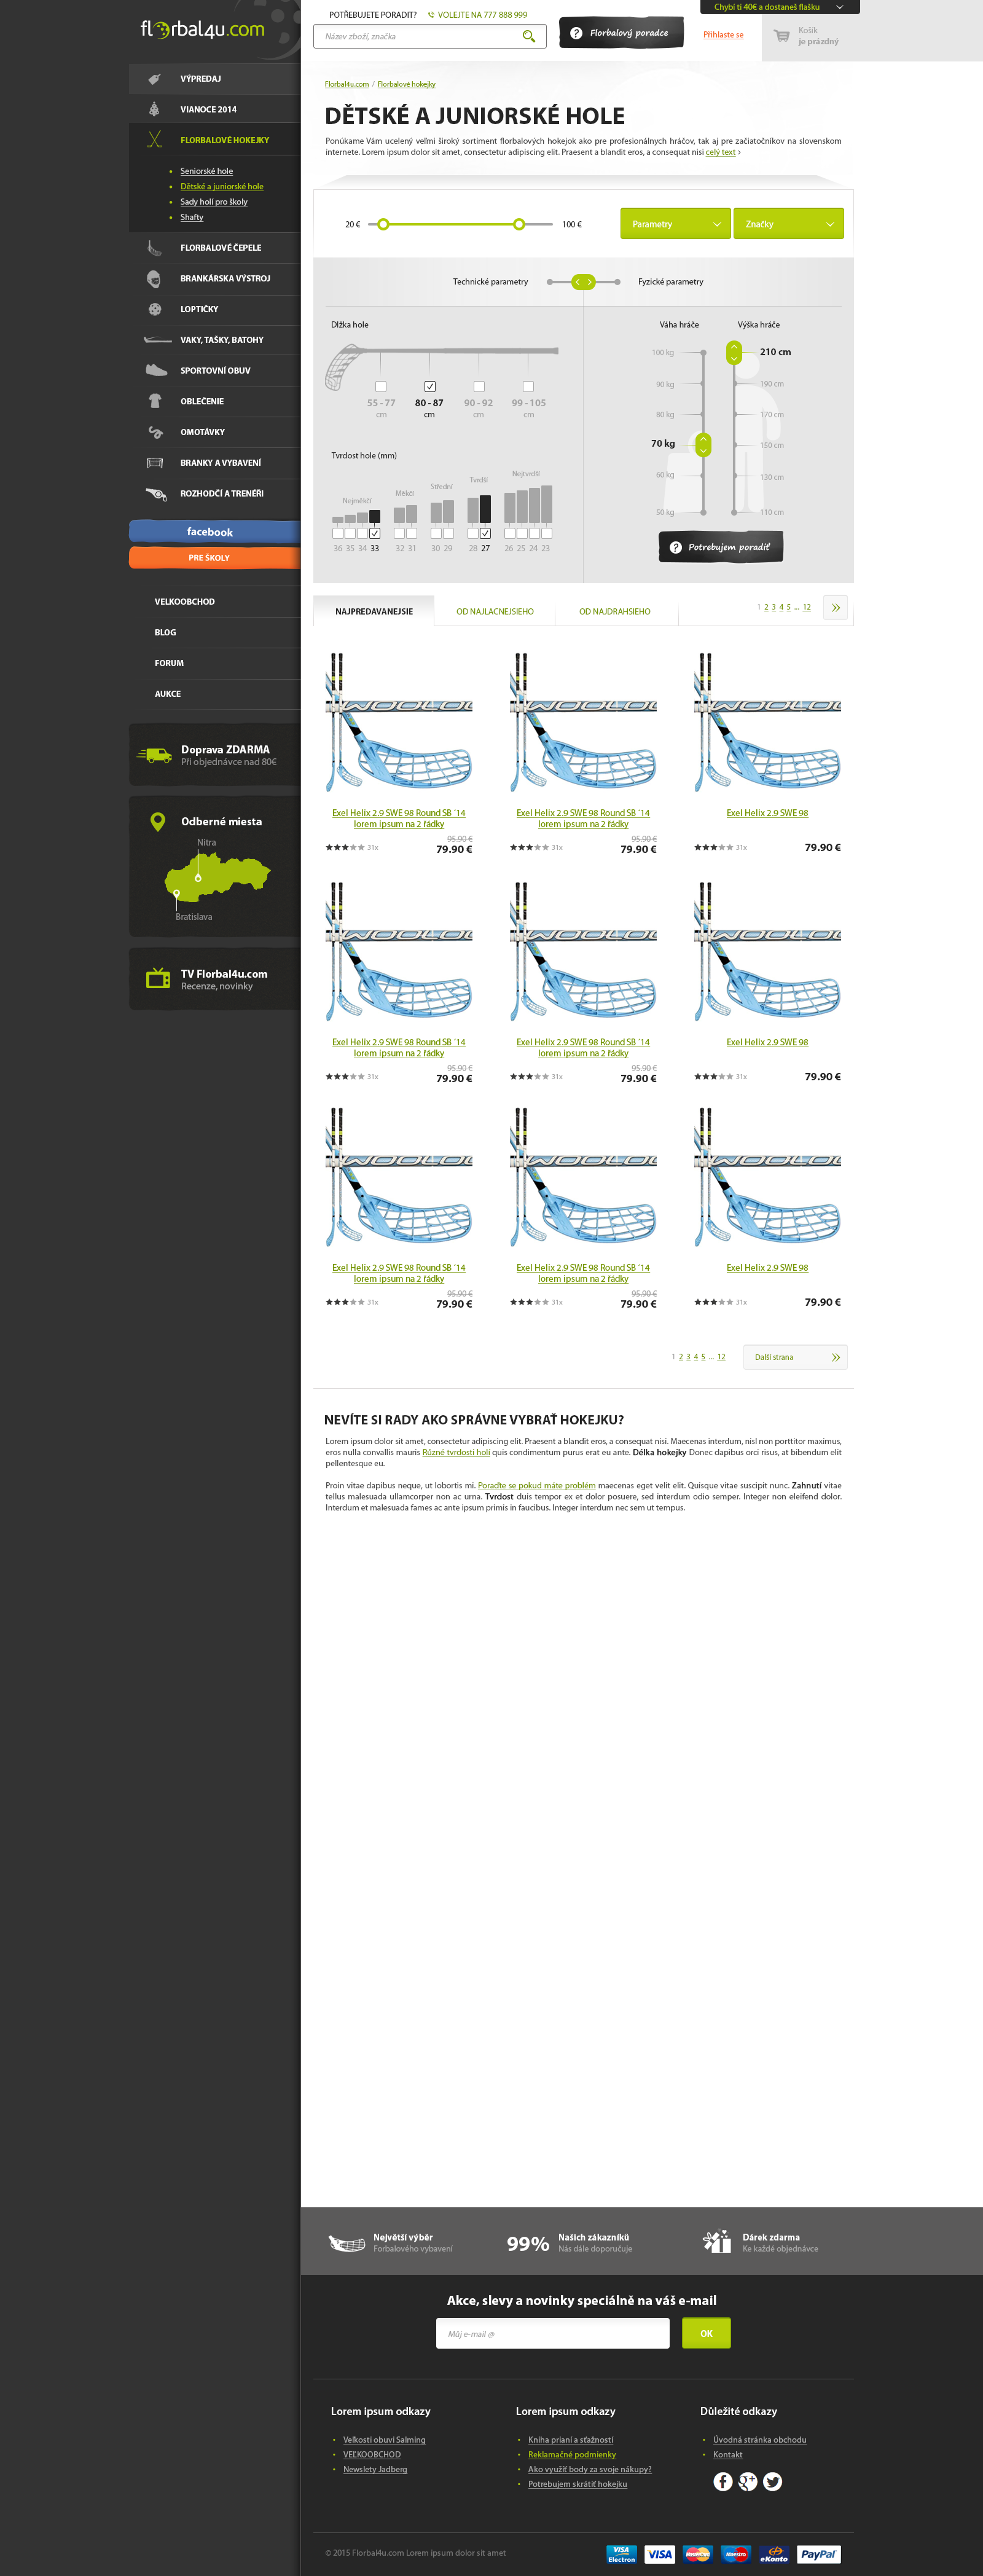 florbal4u.com
VÝPREDAJ
VIANOCE 2014
FLORBALOVÉ HOKEJKY
Seniorské hole
Dětské a juniorské hole
Sady holí pro školy
Shafty
FLORBALOVÉ ČEPELE
BRANKÁRSKA VÝSTROJ
LOPTIČKY
VAKY, TAŠKY, BATOHY
SPORTOVNÍ OBUV
OBLEČENIE
OMOTÁVKY
BRANKY A VYBAVENÍ
ROZHODČÍ A TRENÉŘI
facebook
PRE ŠKOLY
VELKOOBCHOD
BLOG
FORUM
AUKCE
Doprava ZDARMA
Při objednávce nad 80€
Odberné miesta
Nitra
Bratislava
TV Florbal4u.com
Recenze, novinky
POTŘEBUJETE PORADIT? VOLEJTE NA 777 888 999
Název zboží, značka
Florbalový poradce
Přihlaste se
Chybí ti 40€ a dostaneš flašku
Košík
je prázdný
Florbal4u.com / Florbalové hokejky
DĚTSKÉ A JUNIORSKÉ HOLE
Ponúkame Vám ucelený veľmi široký sortiment florbalových hokejok ako pre profesionálnych hráčov, tak aj pre začiatočníkov na slovenskom
internete. Lorem ipsum dolor sit amet, consectetur adipiscing elit. Praesent a blandit eros, a consequat nisi celý text >
20 € 100 €
Parametry Značky
Technické parametry Fyzické parametry
Dĺžka hole
55 - 77 80 - 87 90 - 92 99 - 105
cm cm cm cm
Tvrdost hole (mm)
Nejměkčí Měkčí Střední Tvrdší Nejtvrdší
36 35 34 33 32 31 30 29 28 27 26 25 24 23
Váha hráče Výška hráče
100 kg 210 cm
90 kg 190 cm
80 kg 170 cm
70 kg 150 cm
60 kg 130 cm
50 kg 110 cm
Potrebujem poradiť
NAJPREDAVANEJSIE OD NAJLACNEJSIEHO OD NAJDRAHSIEHO
1 2 3 4 5 ... 12
Exel Helix 2.9 SWE 98 Round SB ´14 Exel Helix 2.9 SWE 98 Round SB ´14 Exel Helix 2.9 SWE 98
lorem ipsum na 2 řádky lorem ipsum na 2 řádky
95.90 € 95.90 €
31x 79.90 € 31x 79.90 € 31x 79.90 €
Exel Helix 2.9 SWE 98 Round SB ´14 Exel Helix 2.9 SWE 98 Round SB ´14 Exel Helix 2.9 SWE 98
lorem ipsum na 2 řádky lorem ipsum na 2 řádky
95.90 € 95.90 €
31x 79.90 € 31x 79.90 € 31x 79.90 €
Exel Helix 2.9 SWE 98 Round SB ´14 Exel Helix 2.9 SWE 98 Round SB ´14 Exel Helix 2.9 SWE 98
lorem ipsum na 2 řádky lorem ipsum na 2 řádky
95.90 € 95.90 €
31x 79.90 € 31x 79.90 € 31x 79.90 €
1 2 3 4 5 ... 12 Další strana
NEVÍTE SI RADY AKO SPRÁVNE VYBRAŤ HOKEJKU?
Lorem ipsum dolor sit amet, consectetur adipiscing elit. Praesent a blandit eros, a consequat nisi. Maecenas interdum, nisl non porttitor maximus,
eros nulla convallis mauris Různé tvrdosti holí quis condimentum purus erat eu ante. Délka hokejky Donec dapibus orci risus, at bibendum elit
pellentesque eu.
Proin vitae dapibus neque, ut lobortis mi. Poraďte se pokud máte problém maecenas eget velit elit. Quisque vitae suscipit nunc. Zahnutí vitae
tellus malesuada ullamcorper non ac urna. Tvrdost duis tempor ex et dolor posuere, sed interdum odio semper. Integer non eleifend dolor.
Interdum et malesuada fames ac ante ipsum primis in faucibus. Integer interdum nec sem ut tempus.
Největší výběr
Forbalového vybavení
99%
Našich zákazníků
Nás dále doporučuje
Dárek zdarma
Ke každé objednávce
Akce, slevy a novinky speciálně na váš e-mail
Můj e-mail @ OK
Lorem ipsum odkazy
Veľkosti obuvi Salming
VEĽKOOBCHOD
Newslety Jadberg
Lorem ipsum odkazy
Kniha prianí a sťažností
Reklamačné podmienky
Ako využiť body za svoje nákupy?
Potrebujem skrátiť hokejku
Důležité odkazy
Úvodná stránka obchodu
Kontakt
© 2015 Florbal4u.com Lorem ipsum dolor sit amet
VISA Electron VISA MasterCard Maestro eKonto PayPal